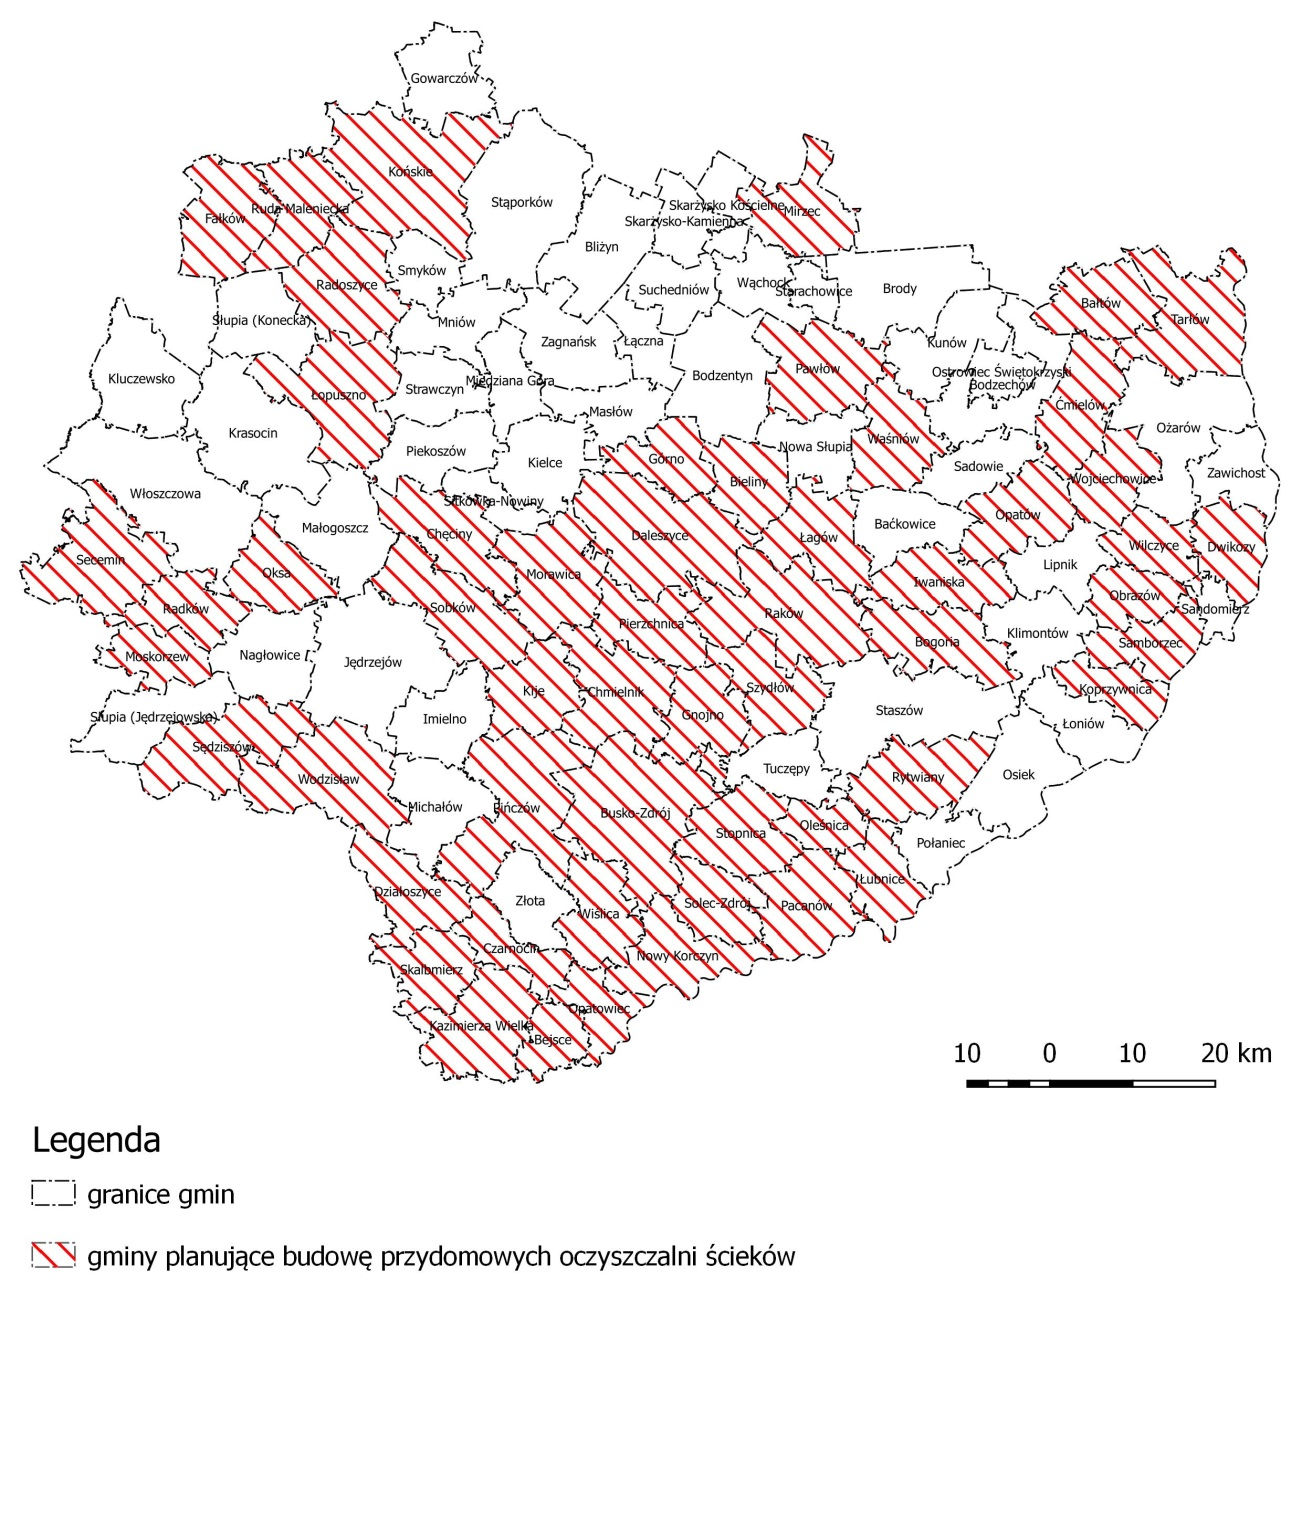 Gowarczów
Końskie
Stąporków
Fałków
Ruda Maleniecka
Skarżysko Kościelne
Mirzec
Skarżysko-Kamienna
Bliżyn
Smyków
Radoszyce
Suchedniów
Wąchock
Starachowice
Brody
Bałtów
Tarłów
Słupia (Konecka)
Mniów
Zagnańsk
Łączna
Kunów
Kluczewsko
Łopuszno
Strawczyn
Miedziana Góra
Bodzentyn
Pawłów
Ostrowiec Świętokrzyski
Bodzechów
Ćmielów
Masłów
Krasocin
Piekoszów
Kielce
Górno
Nowa Słupia
Waśniów
Ożarów
Sadowie
Zawichost
Wojciechowice
Włoszczowa
Bieliny
Sitkówka-Nowiny
Opatów
Małogoszcz
Chęciny
Daleszyce
Łagów
Baćkowice
Wilczyce
Dwikozy
Secemin
Oksa
Morawica
Iwaniska
Lipnik
Obrazów
Sandomierz
Radków
Sobków
Pierzchnica
Raków
Bogoria
Klimontów
Samborzec
Moskorzew
Nagłowice
Jędrzejów
Kije
Chmielnik
Szydłów
Koprzywnica
Słupia (Jędrzejowska)
Imielno
Gnojno
Staszów
Łoniów
Sędziszów
Wodzisław
Tuczępy
Rytwiany
Osiek
Michałów
Pińczów
Busko-Zdrój
Stopnica
Oleśnica
Połaniec
Działoszyce
Złota
Wiślica
Solec-Zdrój
Pacanów
Łubnice
Czarnocin
Nowy Korczyn
Skalbmierz
Opatowiec
Kazimierza Wielka
Bejsce
10 0 10 20 km
Legenda
granice gmin
gminy planujące budowę przydomowych oczyszczalni ścieków